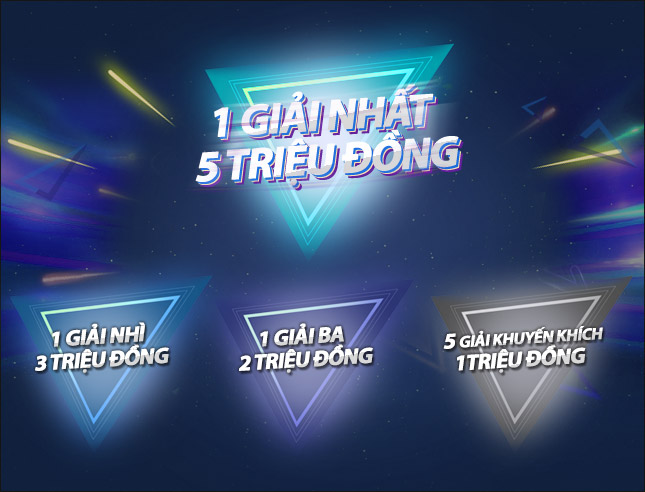 1 GIẢI NHẤT
5 TRIỆU ĐỒNG
1 GIẢI NHÌ
3 TRIỆU ĐỒNG
1 GIẢI BA
2 TRIỆU ĐỒNG
5 GIẢI KHUYẾN KHÍCH
1 TRIỆU ĐỒNG